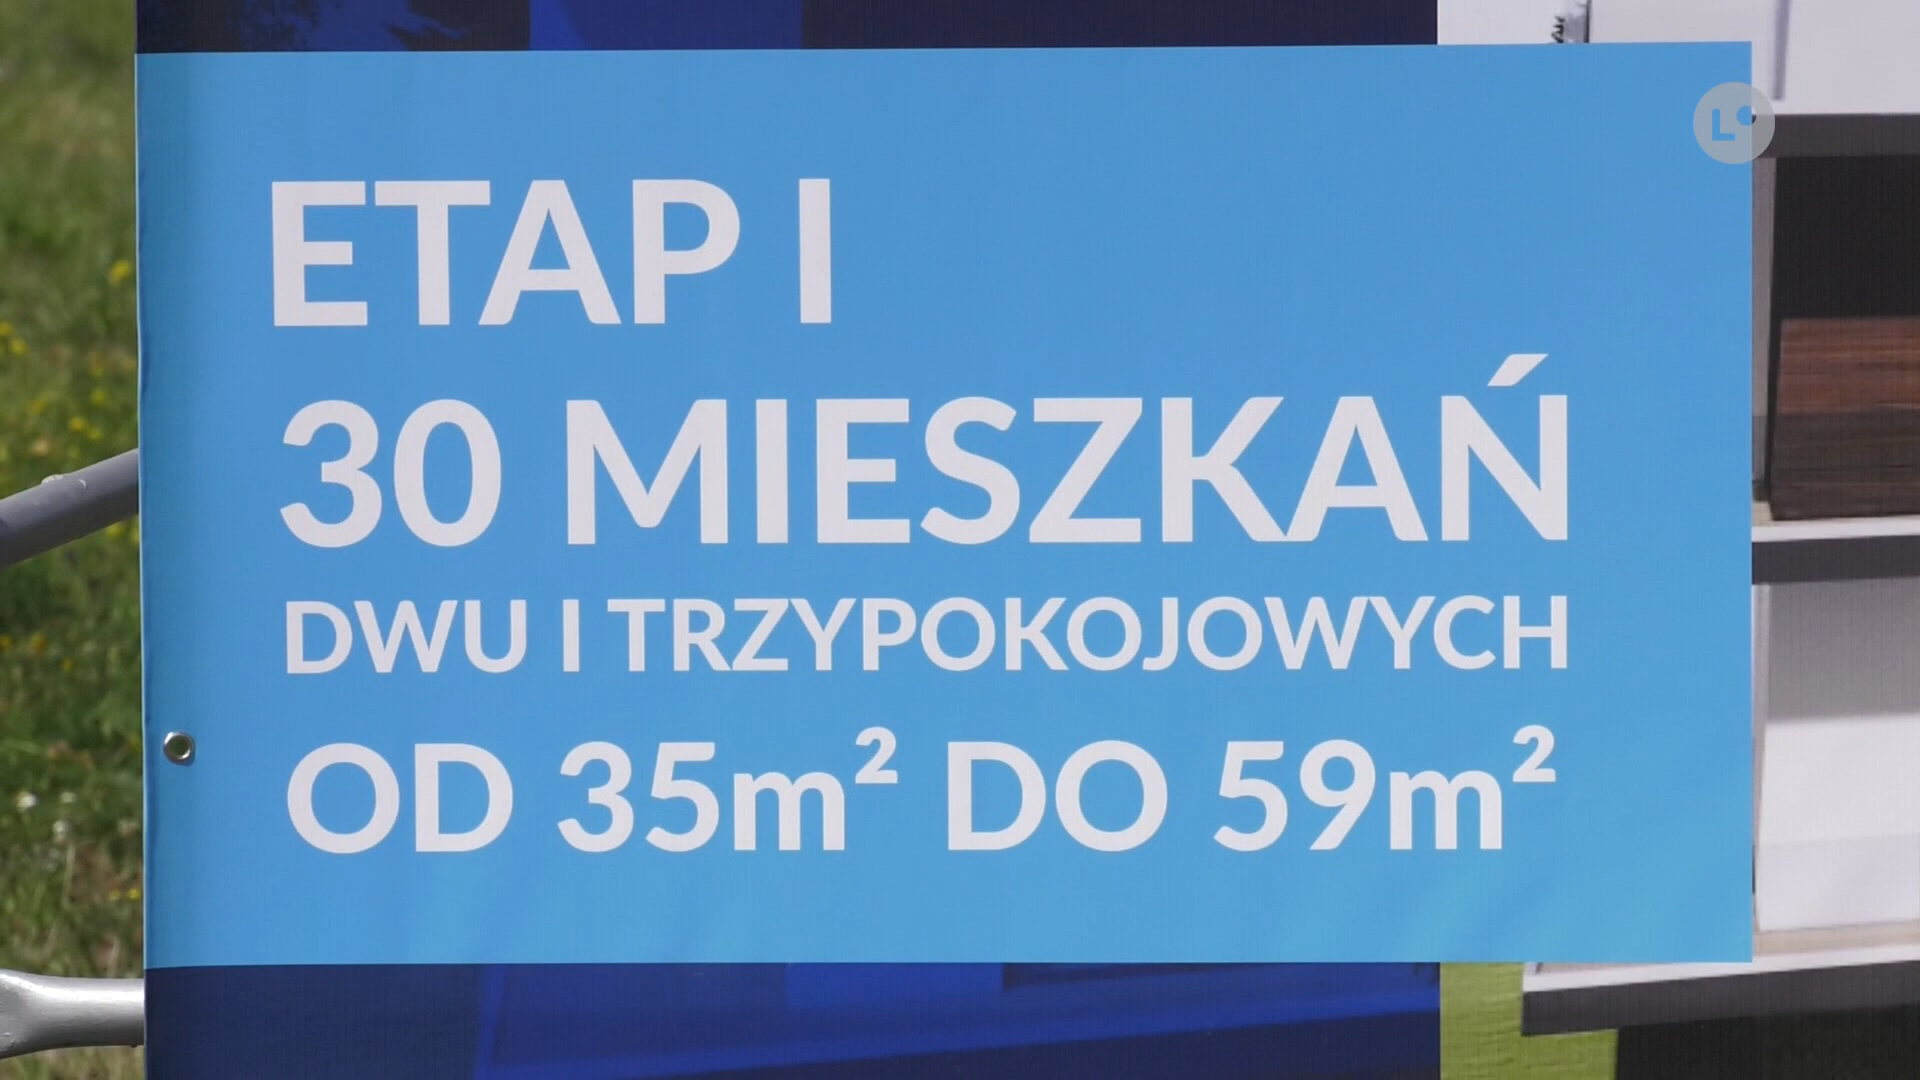 ETAP I
30 MIESZKAŃ
DWU I TRZYPOKOJOWYCH
OD 35m² DO 59m²